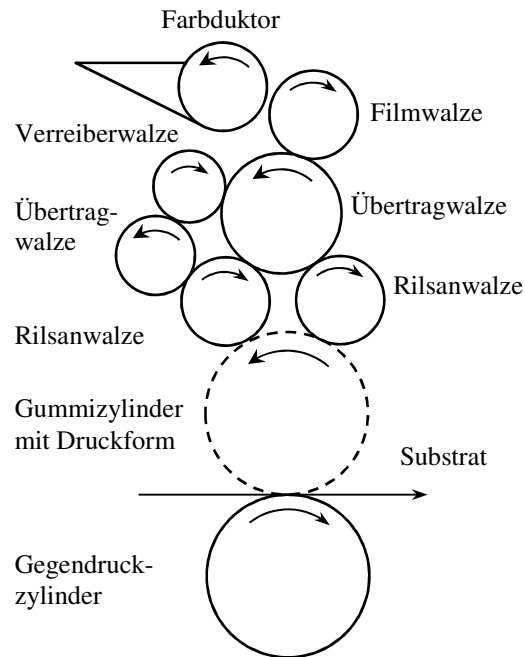 Farbduktor
Filmwalze
Verreiberwalze
Übertrag-
walze
Übertragwalze
Rilsanwalze
Rilsanwalze
Gummizylinder
mit Druckform
Substrat
Gegendruck-
zylinder